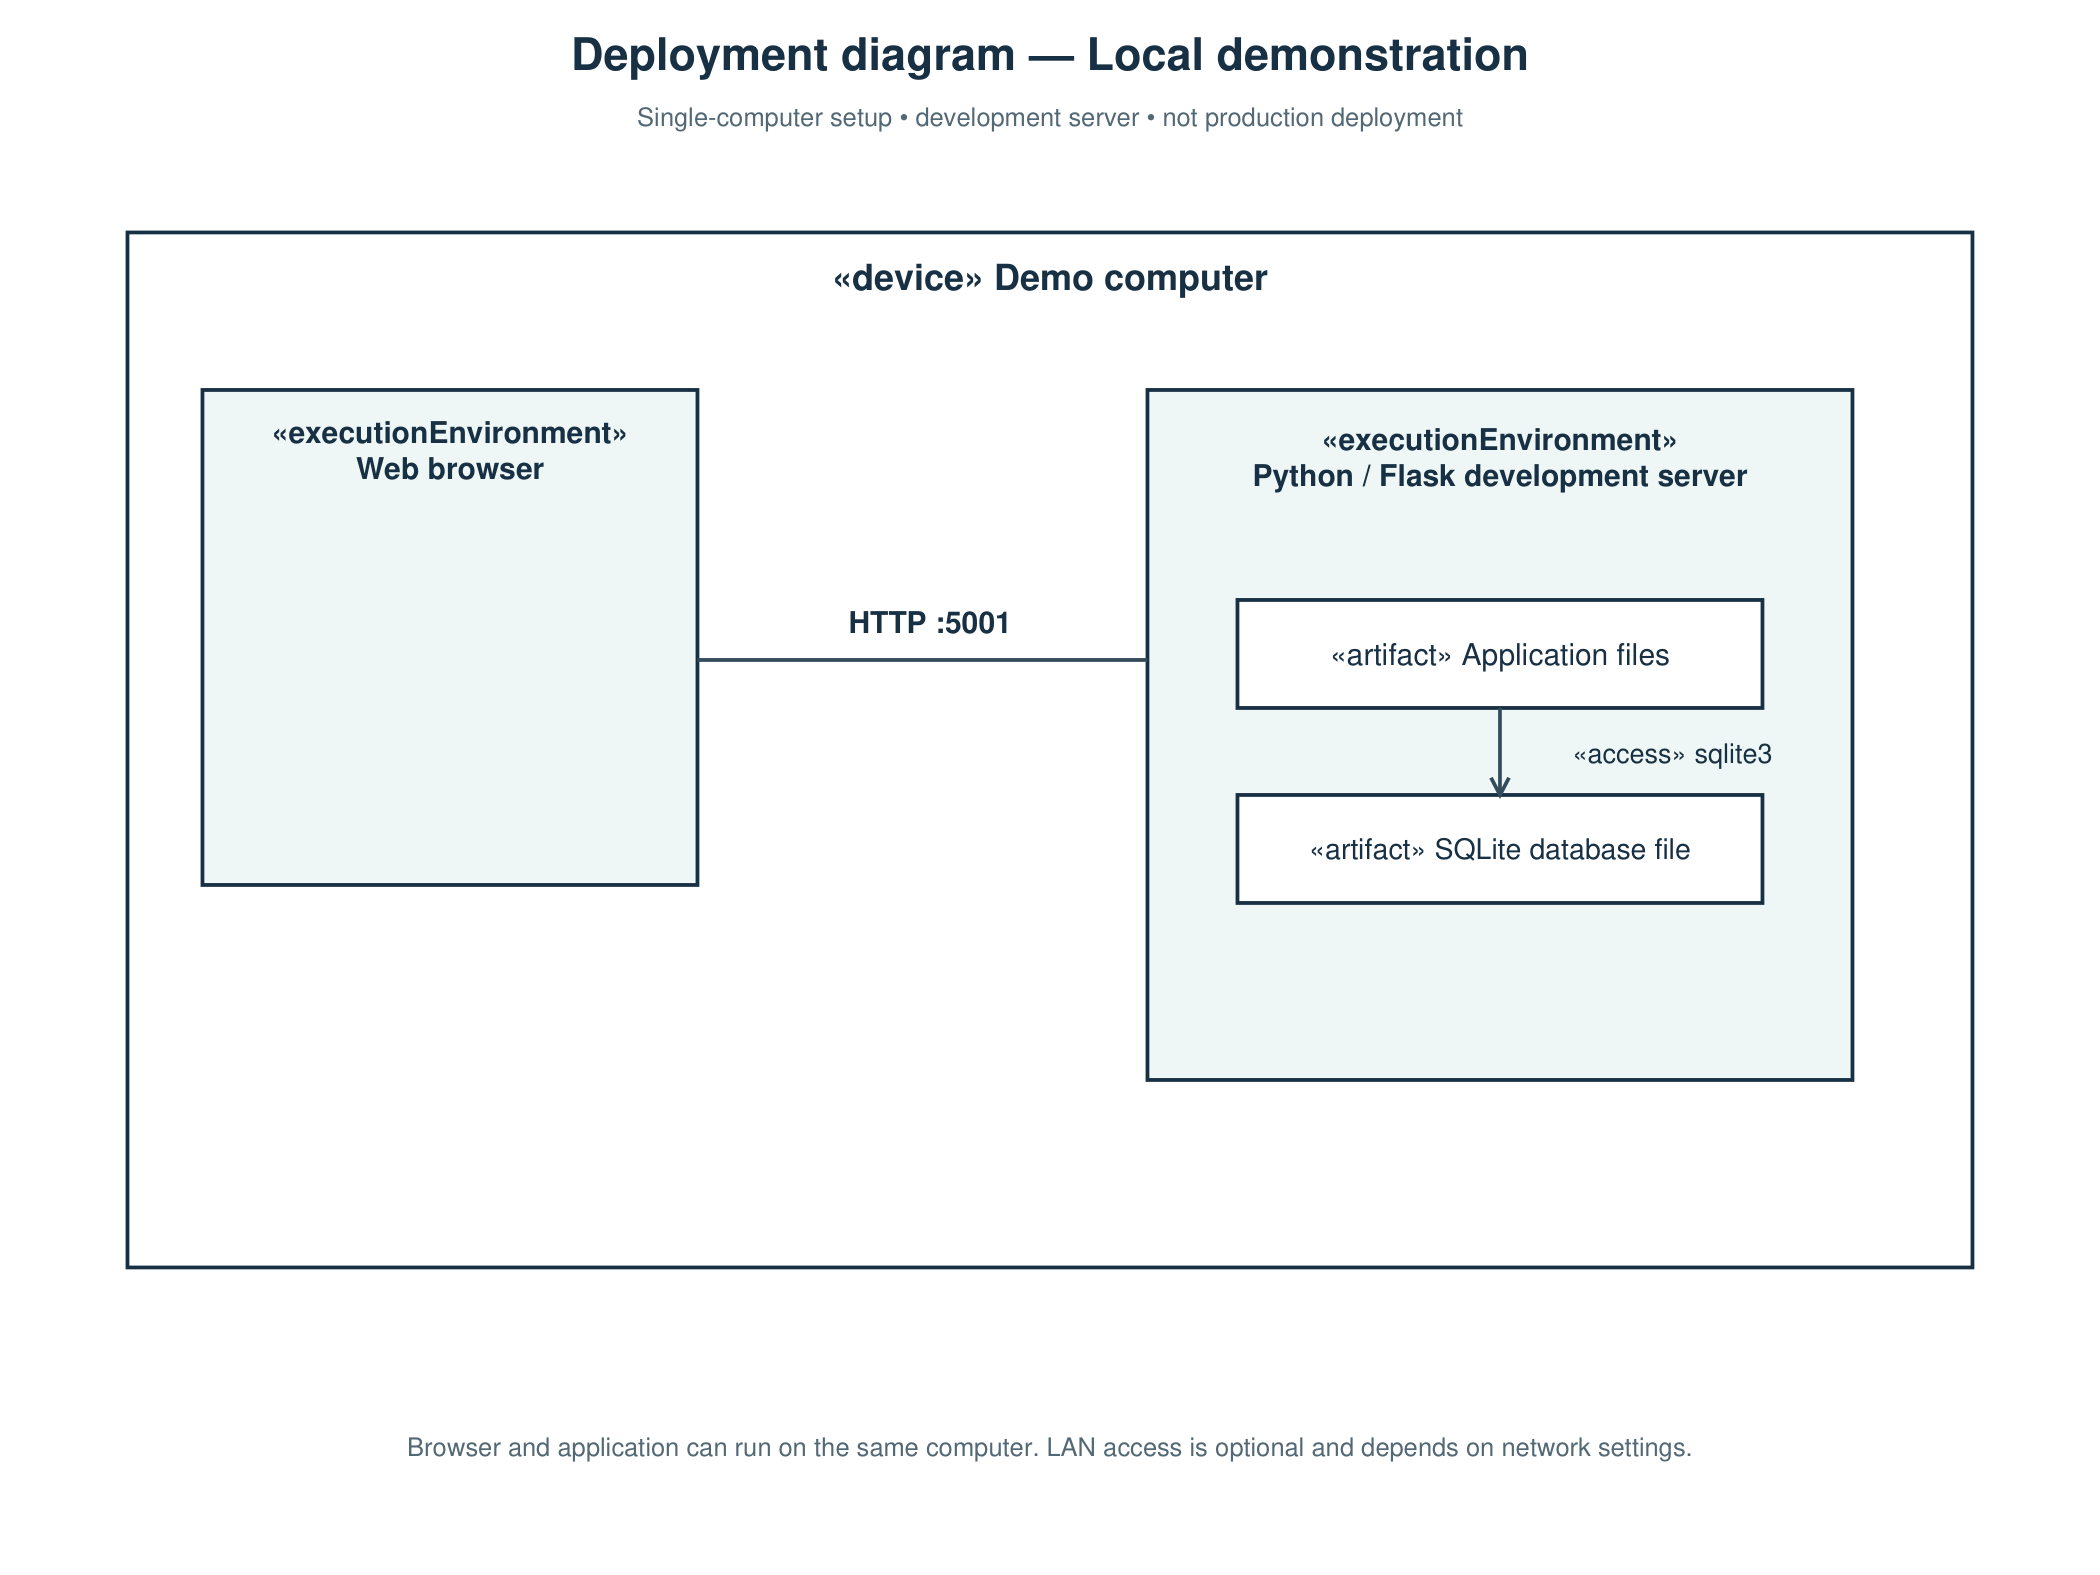 Deployment diagram — Local demonstration
Single-computer setup • development server • not production deployment
«device» Demo computer
«executionEnvironment»
Web browser
HTTP :5001
«executionEnvironment»
Python / Flask development server
«artifact» Application files
«access» sqlite3
«artifact» SQLite database file
Browser and application can run on the same computer. LAN access is optional and depends on network settings.